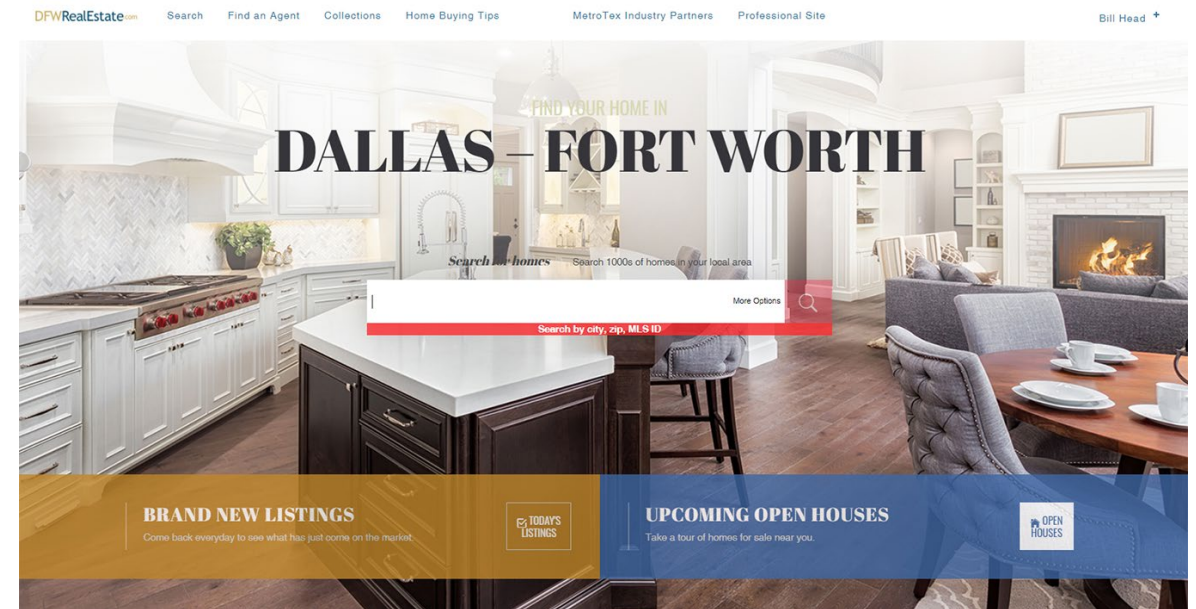 DFWRealEstate.com Search Find an Agent Collections Home Buying Tips MetroTex Industry Partners Professional Site Bill Head +
FIND YOUR HOME IN
DALLAS – FORT WORTH
Search for homes Search 1000s of homes in your local area
More Options
Search by city, zip, MLS ID
BRAND NEW LISTINGS
Come back everyday to see what has just come on the market
TODAY'S
LISTINGS
UPCOMING OPEN HOUSES
Take a tour of homes for sale near you.
OPEN
HOUSES